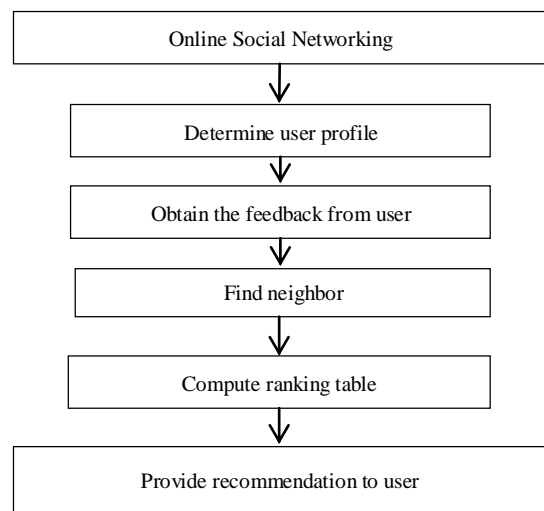 Online Social Networking
Determine user profile
Obtain the feedback from user
Find neighbor
Compute ranking table
Provide recommendation to user